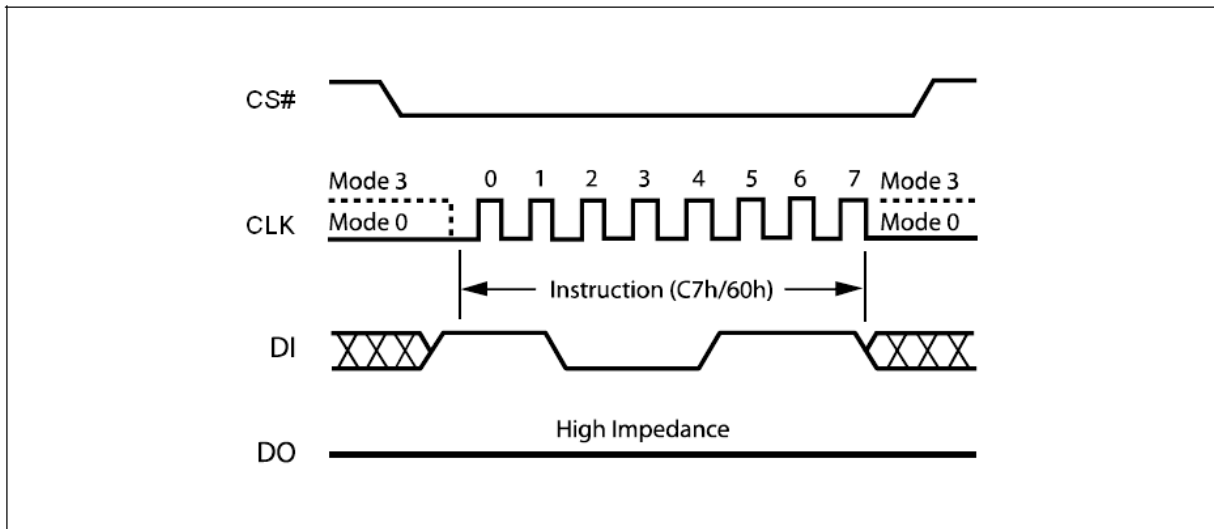 CS#
Mode 3 0 1 2 3 4 5 6 7 Mode 3
CLK Mode 0 Mode 0
Instruction (C7h/60h)
DI
High Impedance
DO